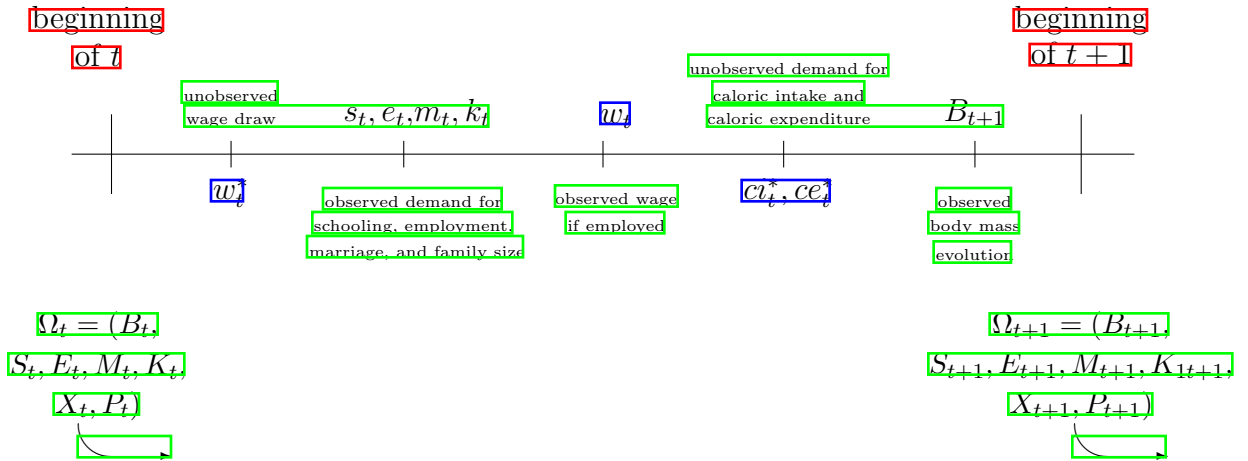 beginning
of t
beginning
of t + 1
unobserved
wage draw
s_t, e_t, m_t, k_t
w_t
unobserved demand for
caloric intake and
caloric expenditure
B_{t+1}
w_t^*
observed demand for
schooling, employment,
marriage, and family size
observed wage
if employed
ci_t^*, ce_t^*
observed
body mass
evolution
Ω_t = (B_t,
S_t, E_t, M_t, K_t,
X_t, P_t)
Ω_{t+1} = (B_{t+1},
S_{t+1}, E_{t+1}, M_{t+1}, K_{1t+1},
X_{t+1}, P_{t+1})